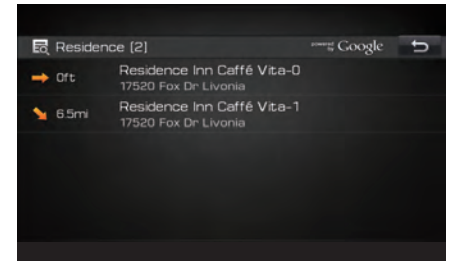 Residence (2) powered by Google
0ft Residence Inn Caffé Vita-0
17520 Fox Dr Livonia
6.5mi Residence Inn Caffé Vita-1
17520 Fox Dr Livonia